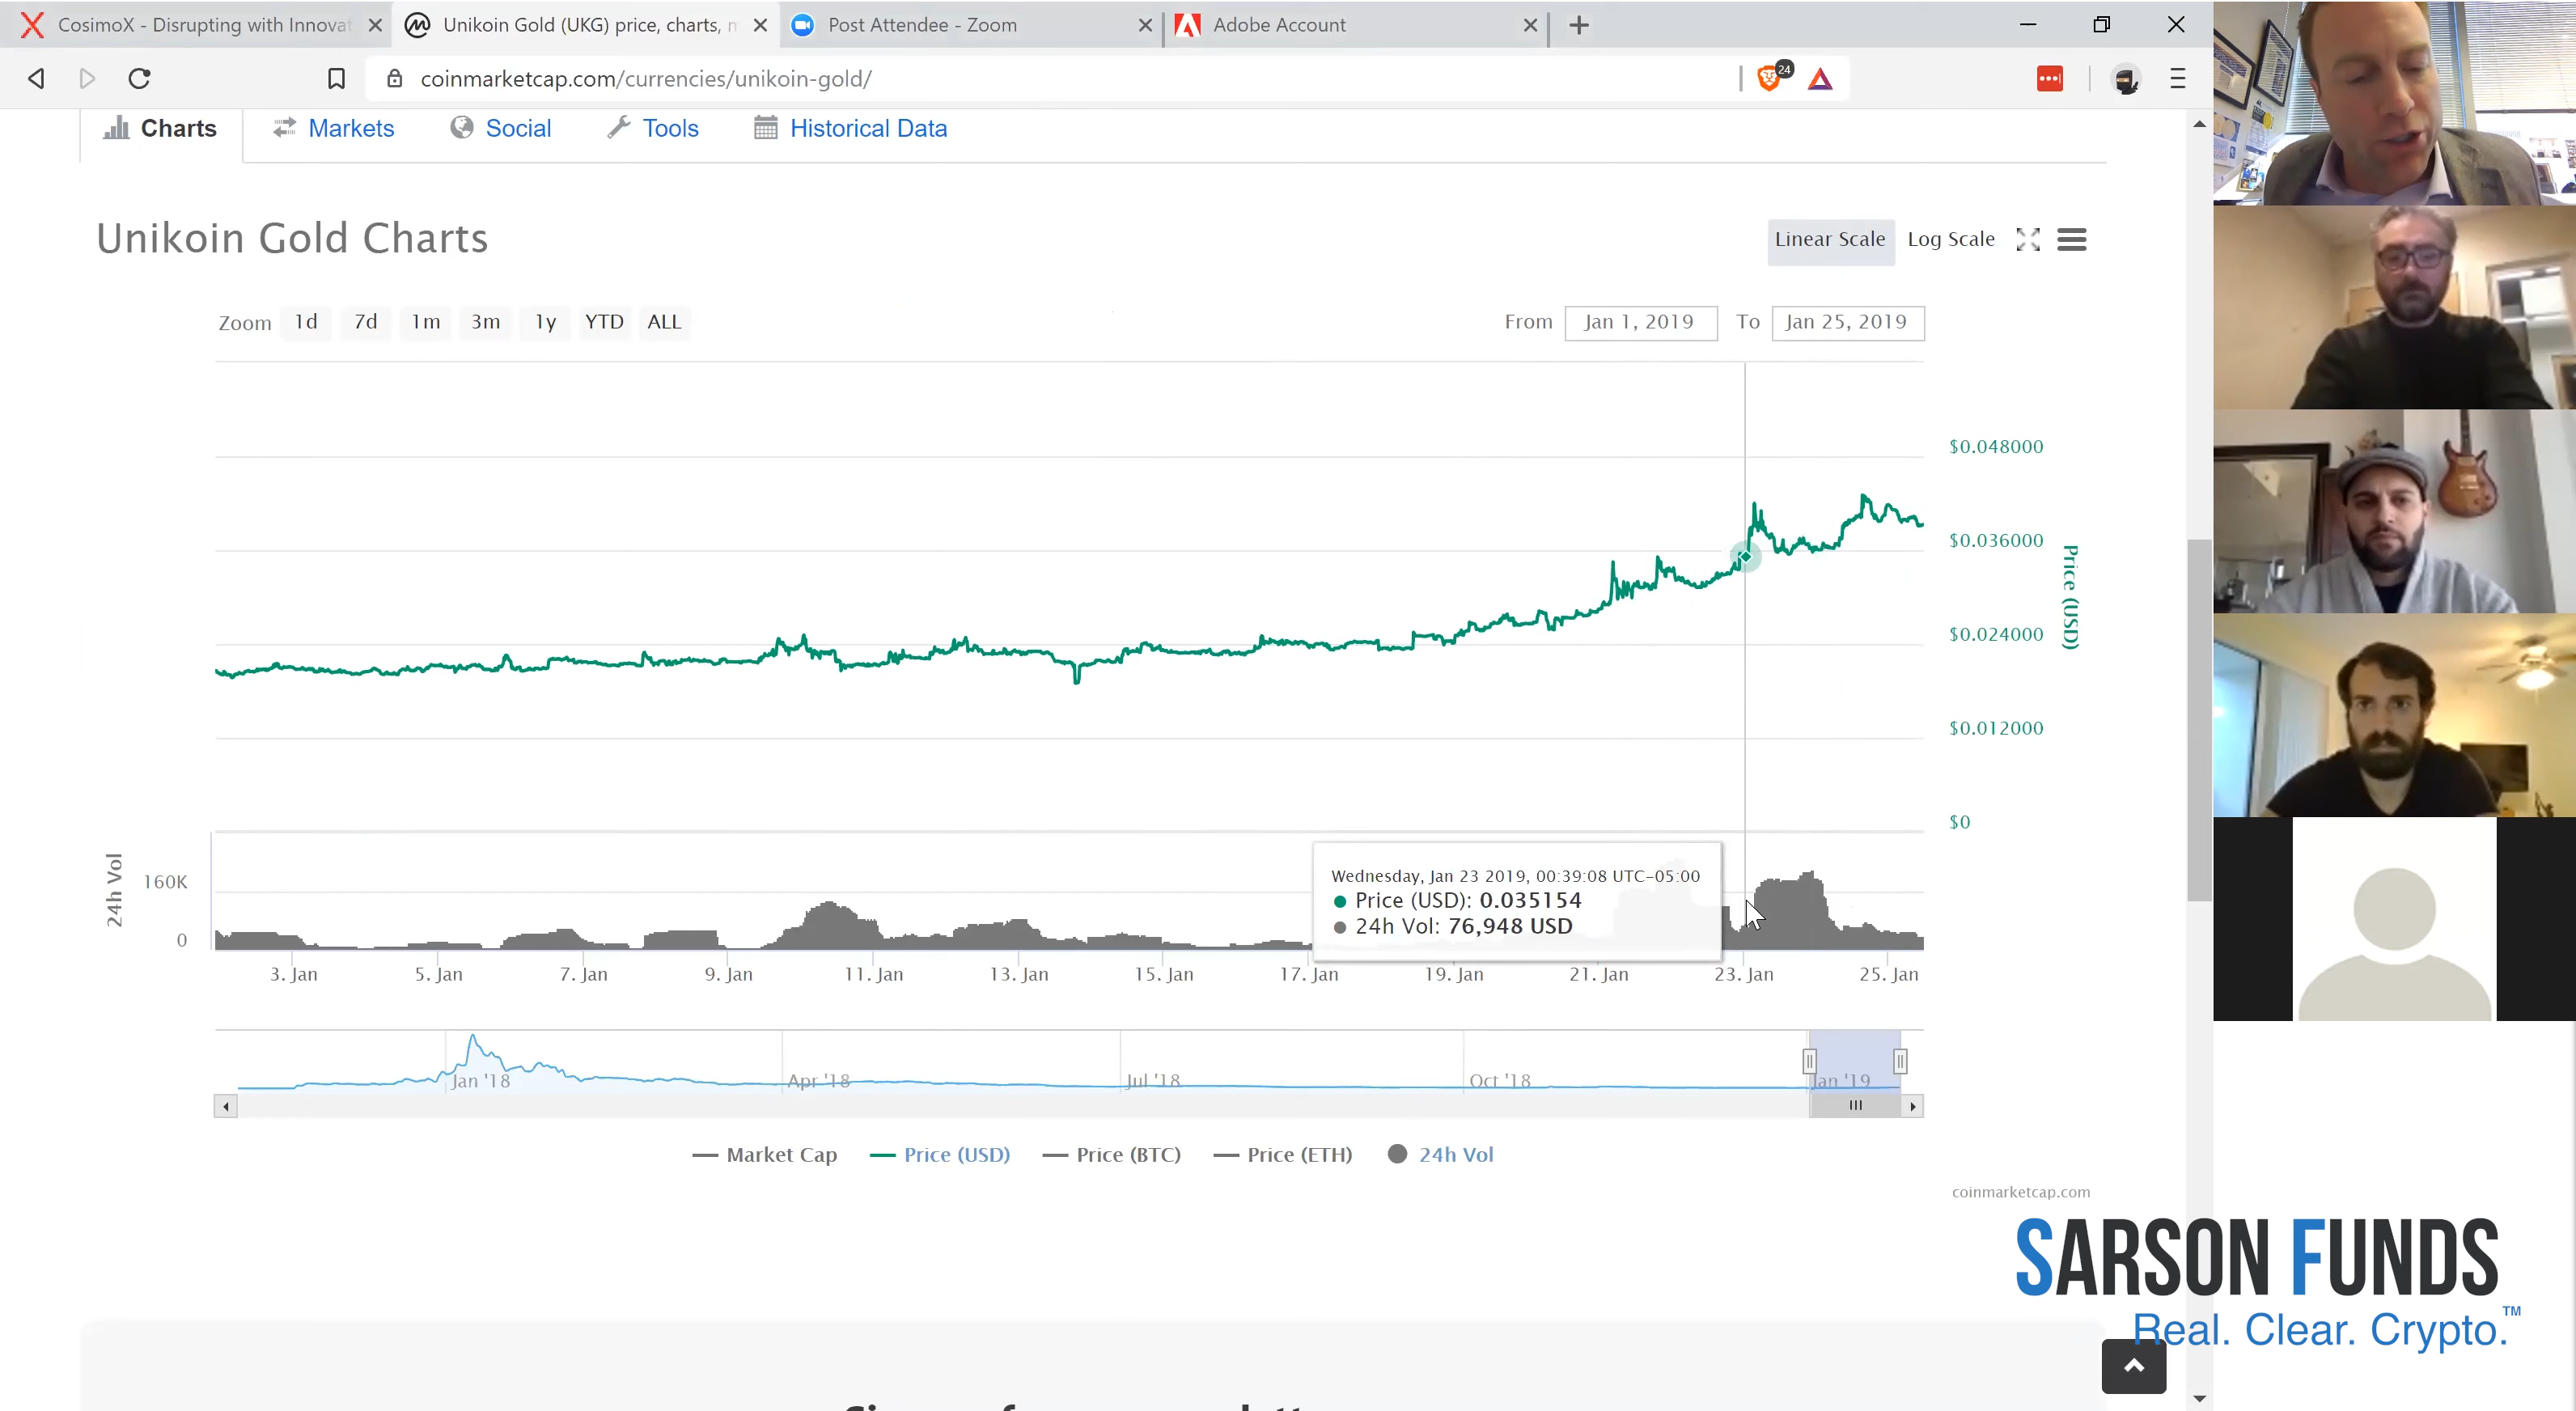 CosimoX - Disrupting with Innovat
Unikoin Gold (UKG) price, charts, m
Post Attendee - Zoom
Adobe Account
coinmarketcap.com/currencies/unikoin-gold/
24
Charts
Markets
Social
Tools
Historical Data
Unikoin Gold Charts
Linear Scale
Log Scale
Zoom 1d 7d 1m 3m 1y YTD ALL
From Jan 1, 2019 To Jan 25, 2019
$0.048000
$0.036000
$0.024000
$0.012000
$0
Price (USD)
24h Vol
160K
0
Wednesday, Jan 23 2019, 00:39:08 UTC-05:00
Price (USD): 0.035154
24h Vol: 76,948 USD
3. Jan 5. Jan 7. Jan 9. Jan 11. Jan 13. Jan 15. Jan 17. Jan 19. Jan 21. Jan 23. Jan 25. Jan
Jan '18 Apr '18 Jul '18 Oct '18 Jan '19
Market Cap Price (USD) Price (BTC) Price (ETH) 24h Vol
coinmarketcap.com
SARSON FUNDS
Real. Clear. Crypto.™